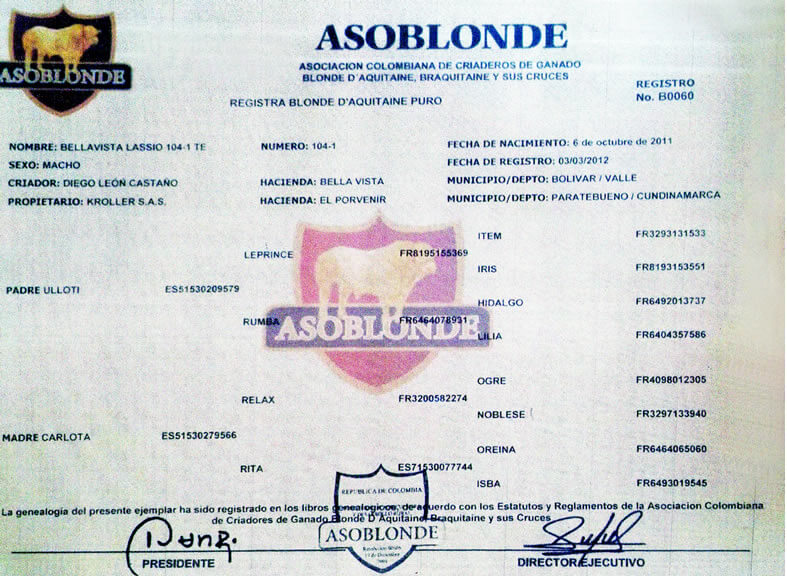 ASOBLONDE
ASOBLONDE
ASOCIACION COLOMBIANA DE CRIADEROS DE GANADO
BLONDE D'AQUITAINE, BRAQUITAINE Y SUS CRUCES
REGISTRO
No. B0060
REGISTRA BLONDE D'AQUITAINE PURO
NOMBRE: BELLAVISTA LASSIO 104-1 TE NUMERO: 104-1 FECHA DE NACIMIENTO: 6 de octubre de 2011
SEXO: MACHO FECHA DE REGISTRO: 03/03/2012
CRIADOR: DIEGO LEÓN CASTAÑO HACIENDA: BELLA VISTA MUNICIPIO/DEPTO: BOLIVAR / VALLE
PROPIETARIO: KROLLER S.A.S. HACIENDA: EL PORVENIR MUNICIPIO/DEPTO: PARATEBUENO / CUNDINAMARCA
ITEM FR3293131533
LEPRINCE FR8195155369
IRIS FR8193153551
PADRE ULLOTI ES51530209579
HIDALGO FR6492013737
RUMBA FR6464078931
ASOBLONDE
LILIA FR6404357586
OGRE FR4098012305
RELAX FR3200582274
NOBLESE FR3297133940
MADRE CARLOTA ES51530279566
OREINA FR6464065060
RITA ES71530077744
ISBA FR6493019545
REPUBLICA DE COLOMBIA
La genealogía del presente ejemplar ha sido registrado en los libros genealogicos, de acuerdo con los Estatutos y Reglamentos de la Asociacion Colombiana
de Criadores de Ganado Blonde D'Aquitaine, Braquitaine y sus Cruces
ASOBLONDE
PRESIDENTE DIRECTOR EJECUTIVO